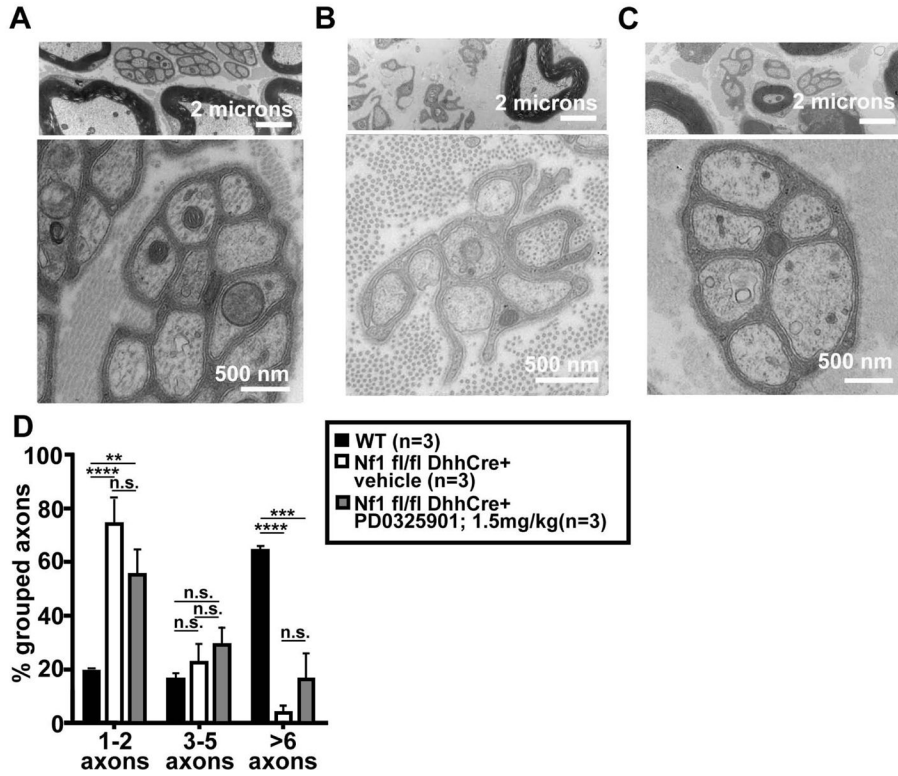 A
B
C
2 microns
2 microns
2 microns
500 nm
500 nm
500 nm
D
WT (n=3)
Nf1 fl/fl DhhCre+
vehicle (n=3)
Nf1 fl/fl DhhCre+
PD0325901; 1.5mg/kg(n=3)
% grouped axons
100
80
60
40
20
0
**
****
n.s.
n.s.
n.s.
n.s.
***
****
n.s.
1-2
axons
3-5
axons
>6
axons